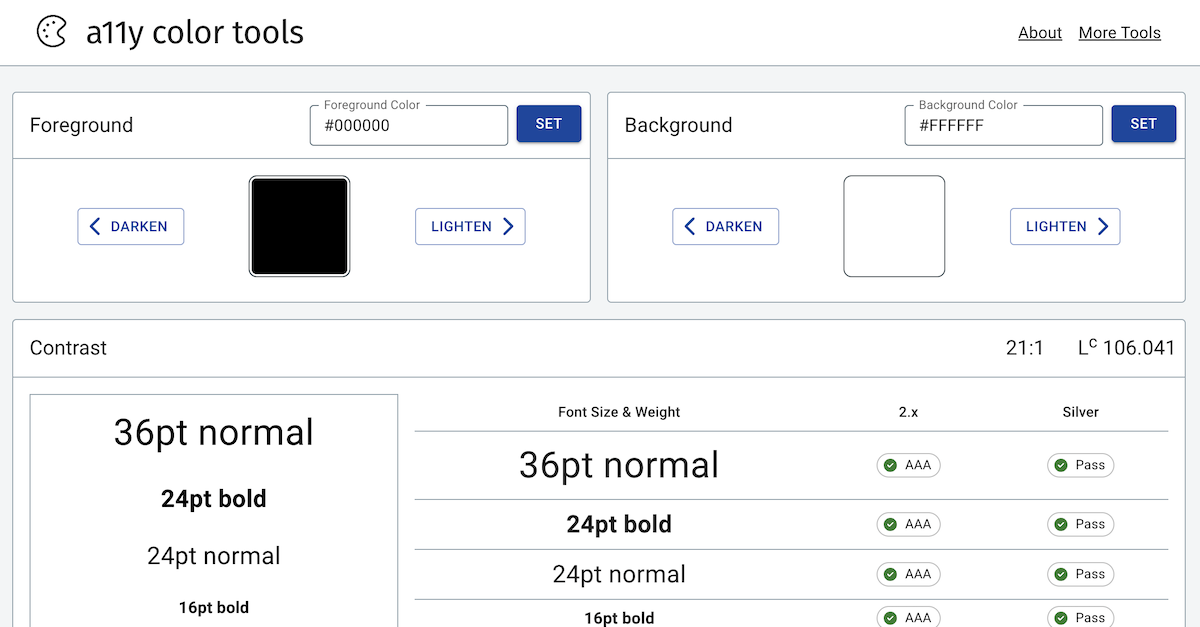 a11y color tools
About More Tools
Foreground
Foreground Color
#000000
SET
DARKEN
LIGHTEN
Background
Background Color
#FFFFFF
SET
DARKEN
LIGHTEN
Contrast
21:1 Lᶜ 106.041
36pt normal
24pt bold
24pt normal
16pt bold
Font Size & Weight 2.x Silver
36pt normal AAA Pass
24pt bold AAA Pass
24pt normal AAA Pass
16pt bold AAA Pass